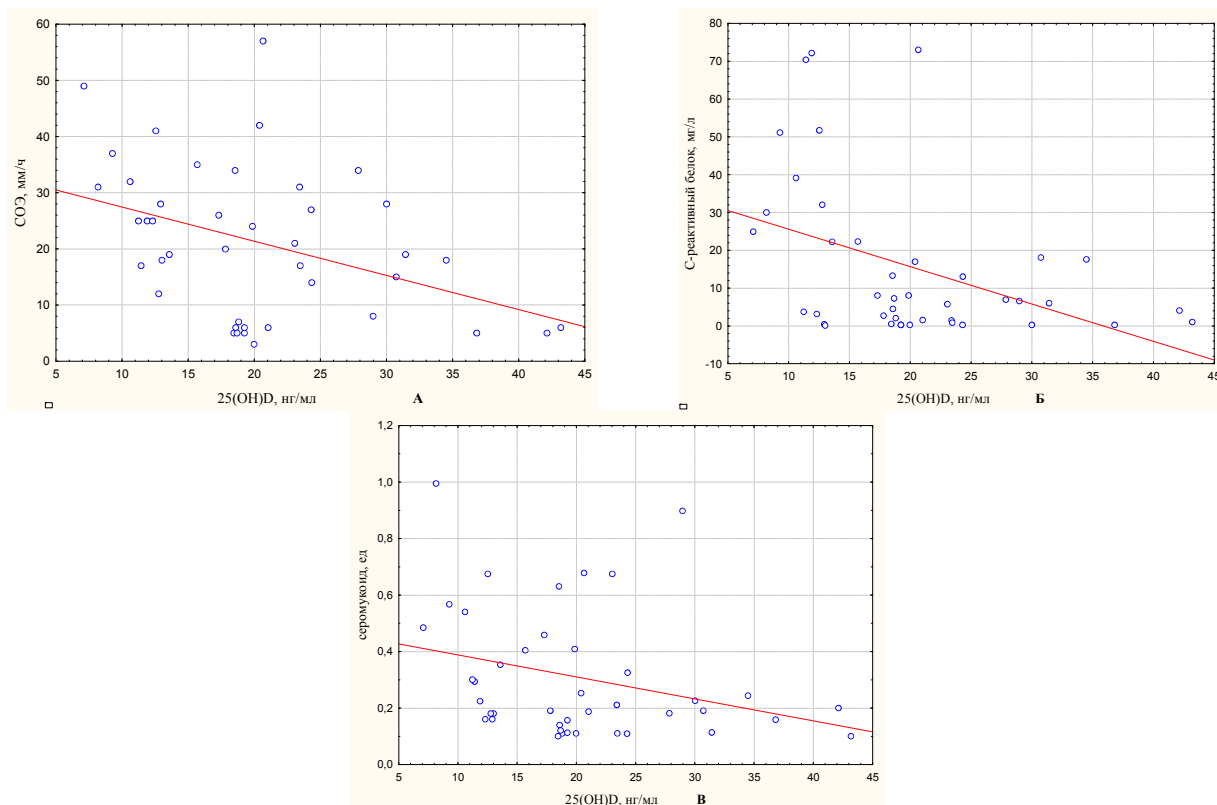 60
50
40
30
20
10
0
СОЭ, мм/ч
5 10 15 20 25 30 35 40 45
25(OH)D, нг/мл А
80
70
60
50
40
30
20
10
0
-10
С-реактивный белок, мг/л
5 10 15 20 25 30 35 40 45
25(OH)D, нг/мл Б
1,2
1,0
0,8
0,6
0,4
0,2
0,0
серомукоид, ед
5 10 15 20 25 30 35 40 45
25(OH)D, нг/мл В